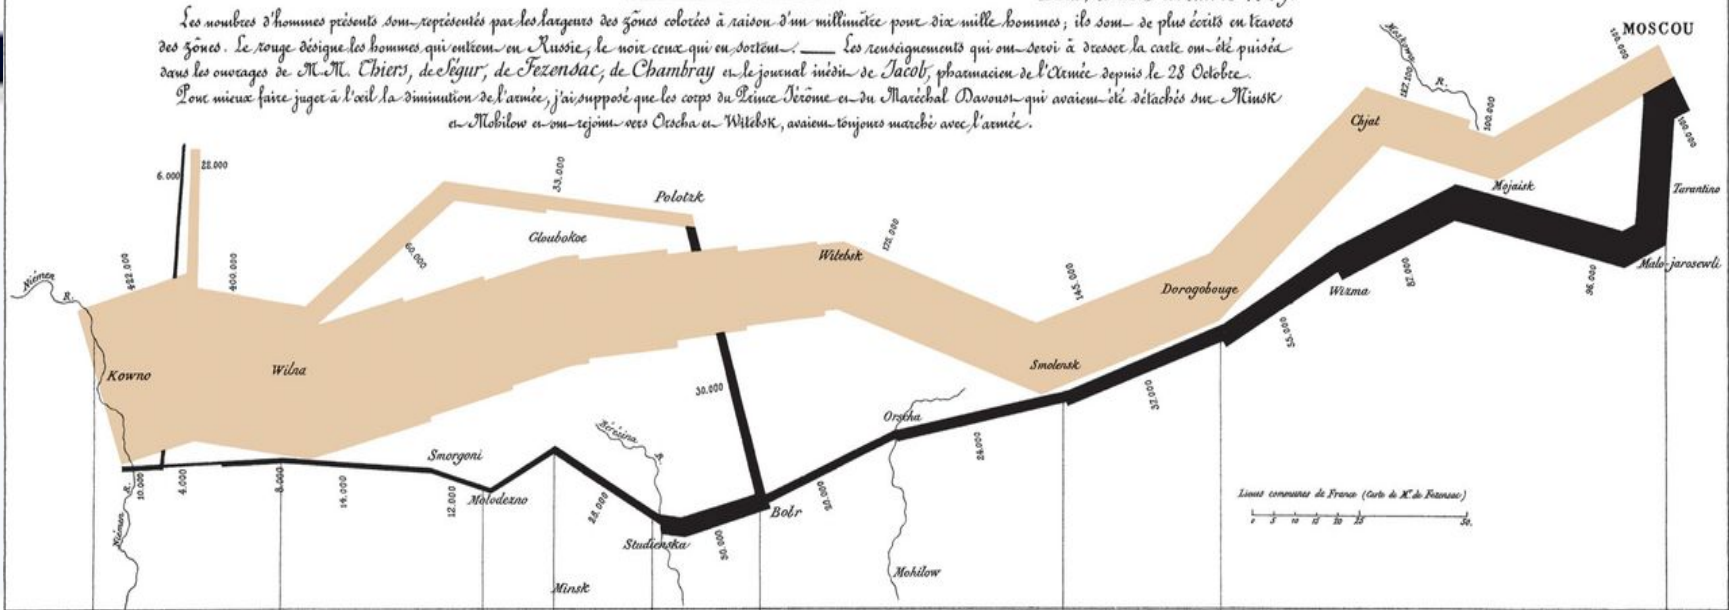 Les nombres d'hommes présents sont représentés par les largeurs des zônes colorées à raison d'un millimètre pour dix mille hommes; ils sont de plus écrits en travers
des zônes. Le rouge désigne les hommes qui entrent en Russie, le noir ceux qui en sortent. ___ Les renseignements qui ont servi à dresser la carte ont été puisés
dans les ouvrages de M.M. Thiers, de Ségur, de Fezensac, de Chambray et le journal inédit de Jacob, pharmacien de l'Armée depuis le 28 Octobre.
Pour mieux faire juger à l'œil la diminution de l'armée, j'ai supposé que les corps du Prince Jérôme et du Maréchal Davoust qui avaient été détachés sur Minsk
et Mohilow et ont rejoint vers Orscha et Witebsk, avaient toujours marché avec l'armée.
MOSCOU
100.000
Moskowa
R.
127.100
100.000
100.000
Chjat
Mojaisk
Tarantino
Malo-jarosewli
22.000
6.000
33.000
Polotzk
60.000
Gloubokoe
Witebsk
175.000
Niémen
R.
422.000
400.000
145.000
Dorogobouge
Wizma
87.000
96.000
55.000
Kowno
Wilna
Smolensk
30.000
37.000
Orscha
24.000
Bérézina
R.
Smorgoni
Molodezno
10.000
4.000
8.000
14.000
12.000
28.000
20.000
Bobr
Studienska
50.000
R.
Niémen
Minsk
Mohilow
Lieues communes de France (Carte de M. de Fezensac)
0 5 10 15 20 25 50.